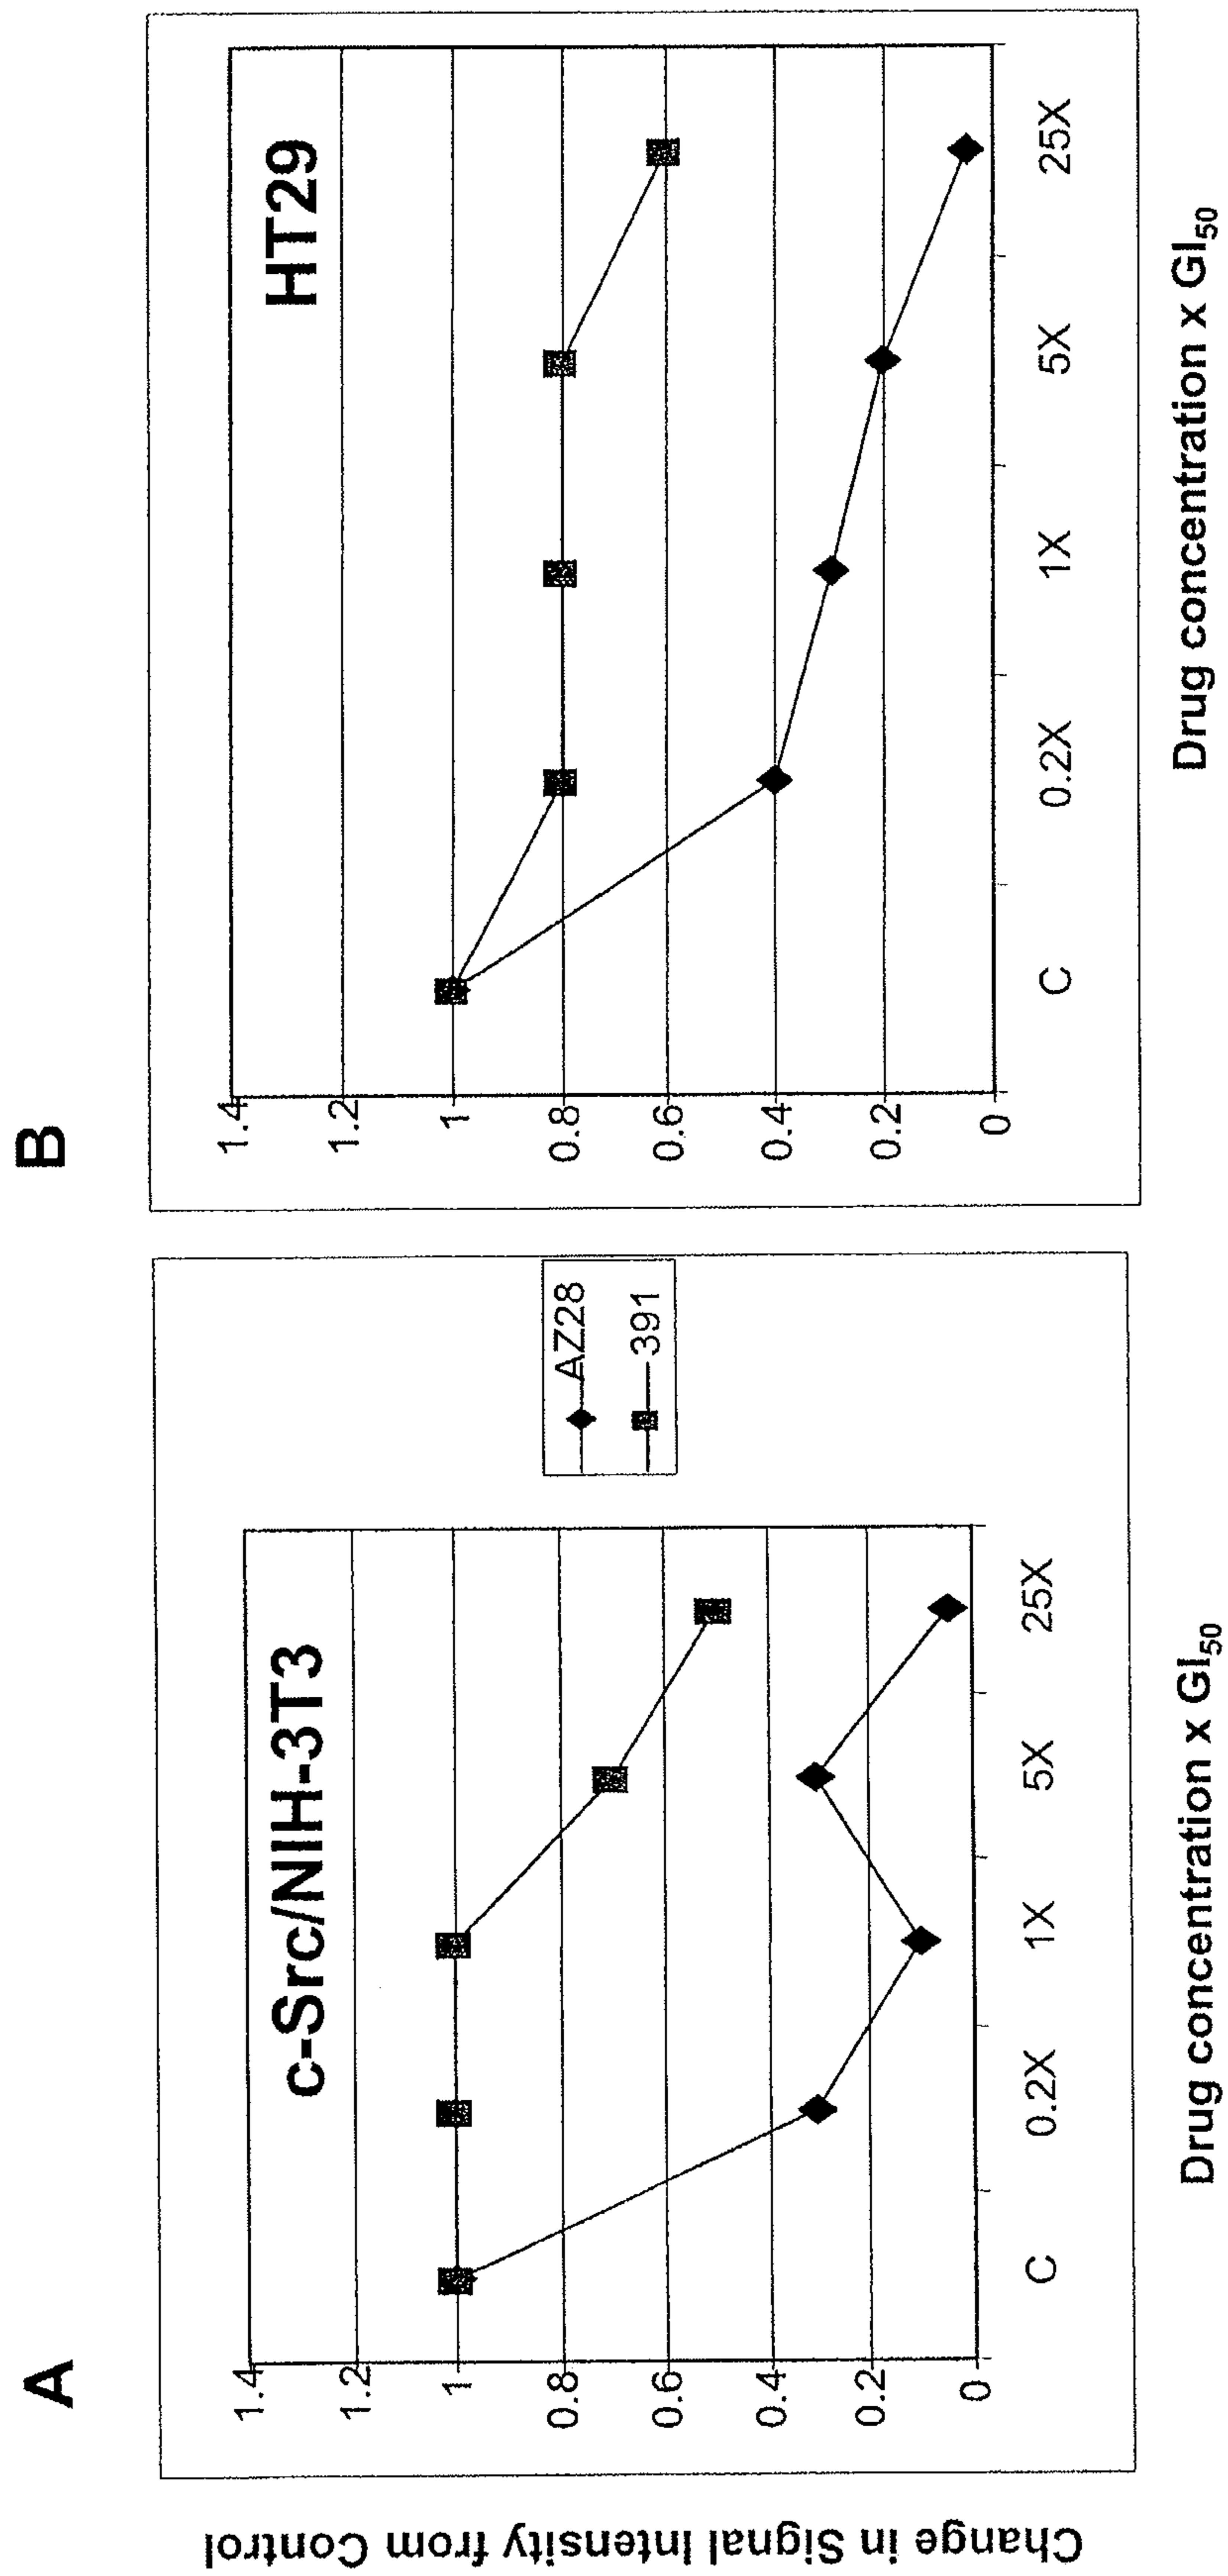 A
c-Src/NIH-3T3
Change in Signal Intensity from Control
1.4
1.2
1
0.8
0.6
0.4
0.2
0
C 0.2X 1X 5X 25X
Drug concentration x GI50
AZ28
391
B
HT29
1.4
1.2
1
0.8
0.6
0.4
0.2
0
C 0.2X 1X 5X 25X
Drug concentration x GI50